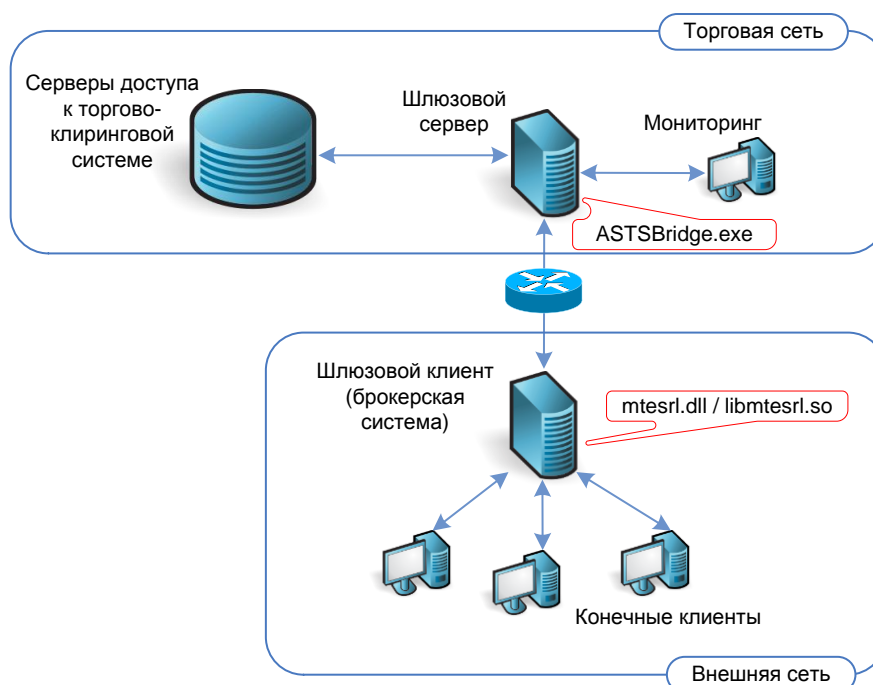 Торговая сеть
Серверы доступа
к торгово-
клиринговой
системе
Шлюзовой
сервер
Мониторинг
ASTSBridge.exe
Шлюзовой клиент
(брокерская
система)
mtesrl.dll / libmtesrl.so
Конечные клиенты
Внешняя сеть